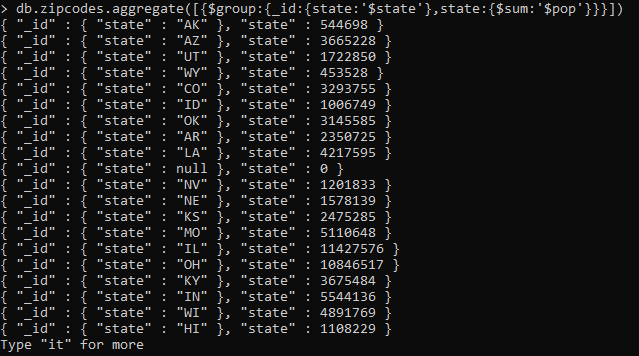 > db.zipcodes.aggregate([{$group:{_id:{state:'$state'},state:{$sum:'$pop'}}}])
{ "_id" : { "state" : "AK" }, "state" : 544698 }
{ "_id" : { "state" : "AZ" }, "state" : 3665228 }
{ "_id" : { "state" : "UT" }, "state" : 1722850 }
{ "_id" : { "state" : "WY" }, "state" : 453528 }
{ "_id" : { "state" : "CO" }, "state" : 3293755 }
{ "_id" : { "state" : "ID" }, "state" : 1006749 }
{ "_id" : { "state" : "OK" }, "state" : 3145585 }
{ "_id" : { "state" : "AR" }, "state" : 2350725 }
{ "_id" : { "state" : "LA" }, "state" : 4217595 }
{ "_id" : { "state" : null }, "state" : 0 }
{ "_id" : { "state" : "NV" }, "state" : 1201833 }
{ "_id" : { "state" : "NE" }, "state" : 1578139 }
{ "_id" : { "state" : "KS" }, "state" : 2475285 }
{ "_id" : { "state" : "MO" }, "state" : 5110648 }
{ "_id" : { "state" : "IL" }, "state" : 11427576 }
{ "_id" : { "state" : "OH" }, "state" : 10846517 }
{ "_id" : { "state" : "KY" }, "state" : 3675484 }
{ "_id" : { "state" : "IN" }, "state" : 5544136 }
{ "_id" : { "state" : "WI" }, "state" : 4891769 }
{ "_id" : { "state" : "HI" }, "state" : 1108229 }
Type "it" for more